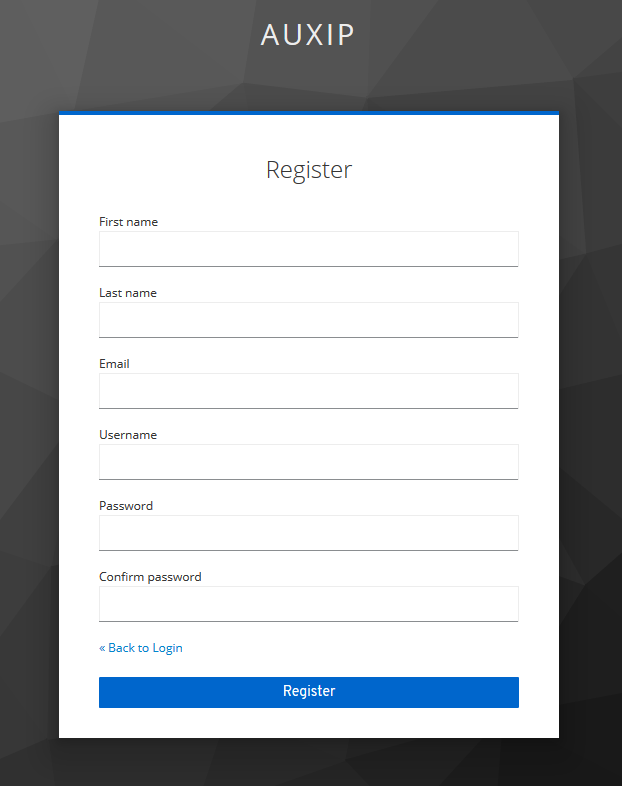 AUXIP
Register
First name
Last name
Email
Username
Password
Confirm password
« Back to Login
Register